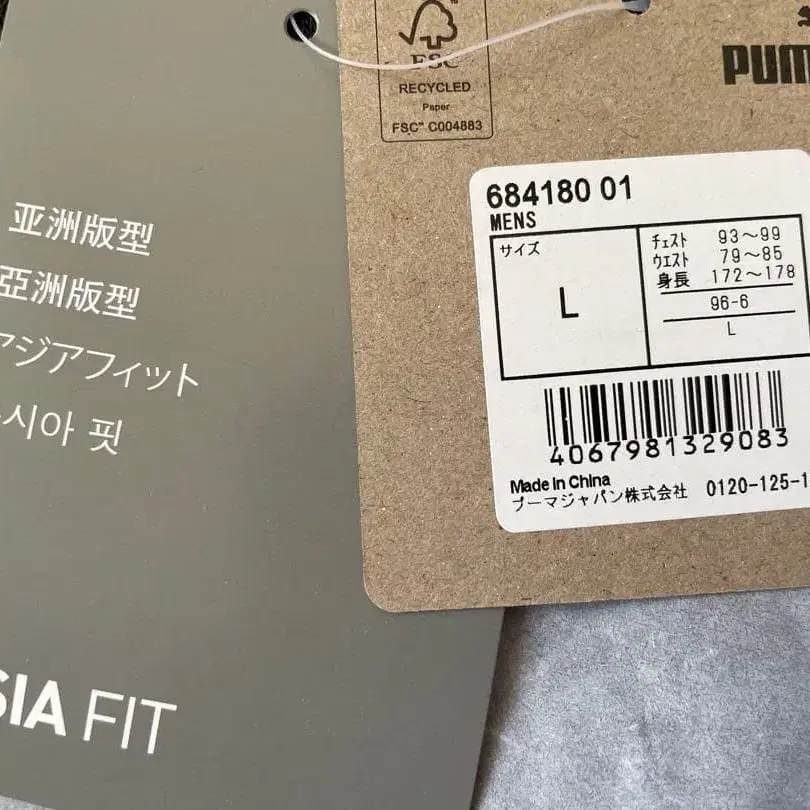 亚洲版型
亞洲版型
アジアフィット
아시아 핏
ASIA FIT
FSC
RECYCLED
Paper
FSC™ C004883
PUM
684180 01
MENS
サイズ
L
チェスト 93～99
ウエスト 79～85
身長 172～178
96-6
L
4067981329083
Made in China
プーマジャパン株式会社 0120-125-1